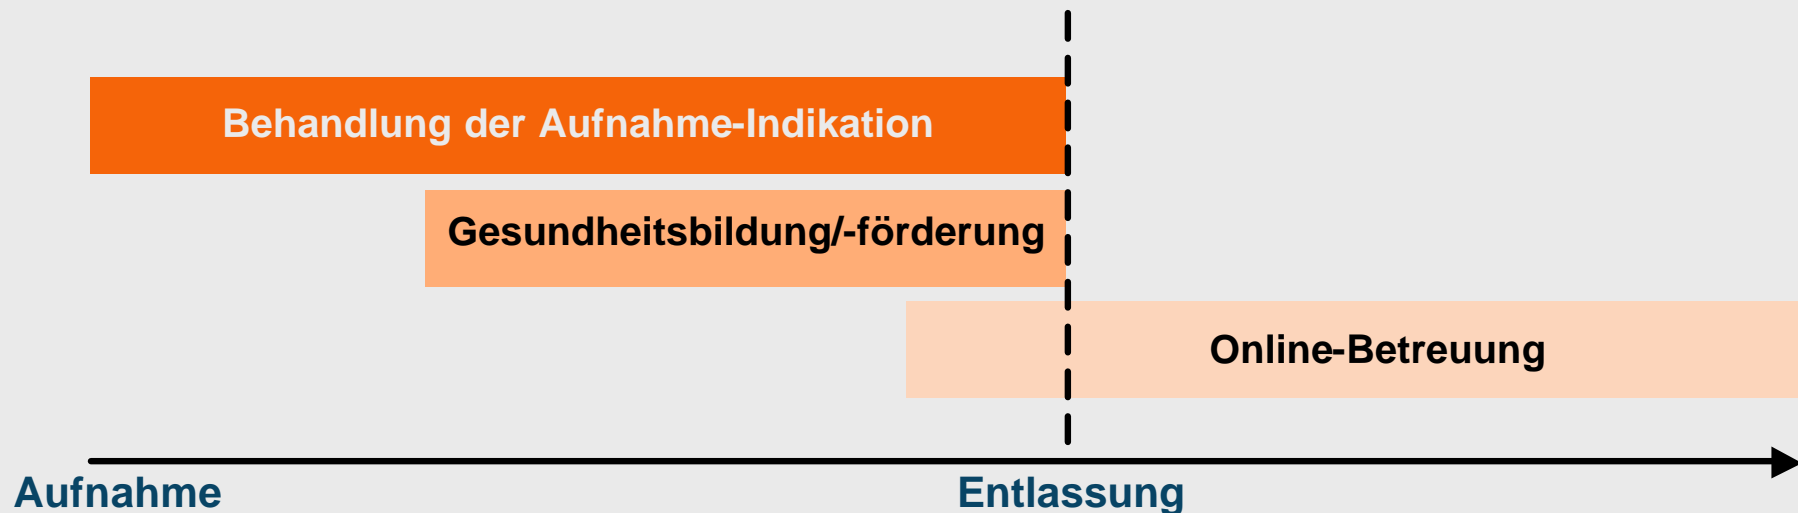 Behandlung der Aufnahme-Indikation
Gesundheitsbildung/-förderung
Online-Betreuung
Aufnahme
Entlassung